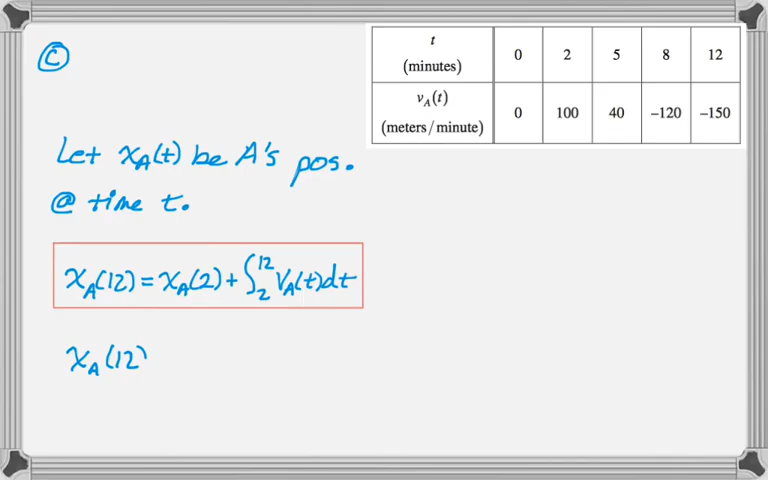 C
t
(minutes) 0 2 5 8 12
v_A(t)
(meters/minute) 0 100 40 –120 –150
Let x_A(t) be A's pos.
@ time t.
x_A(12) = x_A(2) + ∫_2^12 v_A(t)dt
x_A(12)